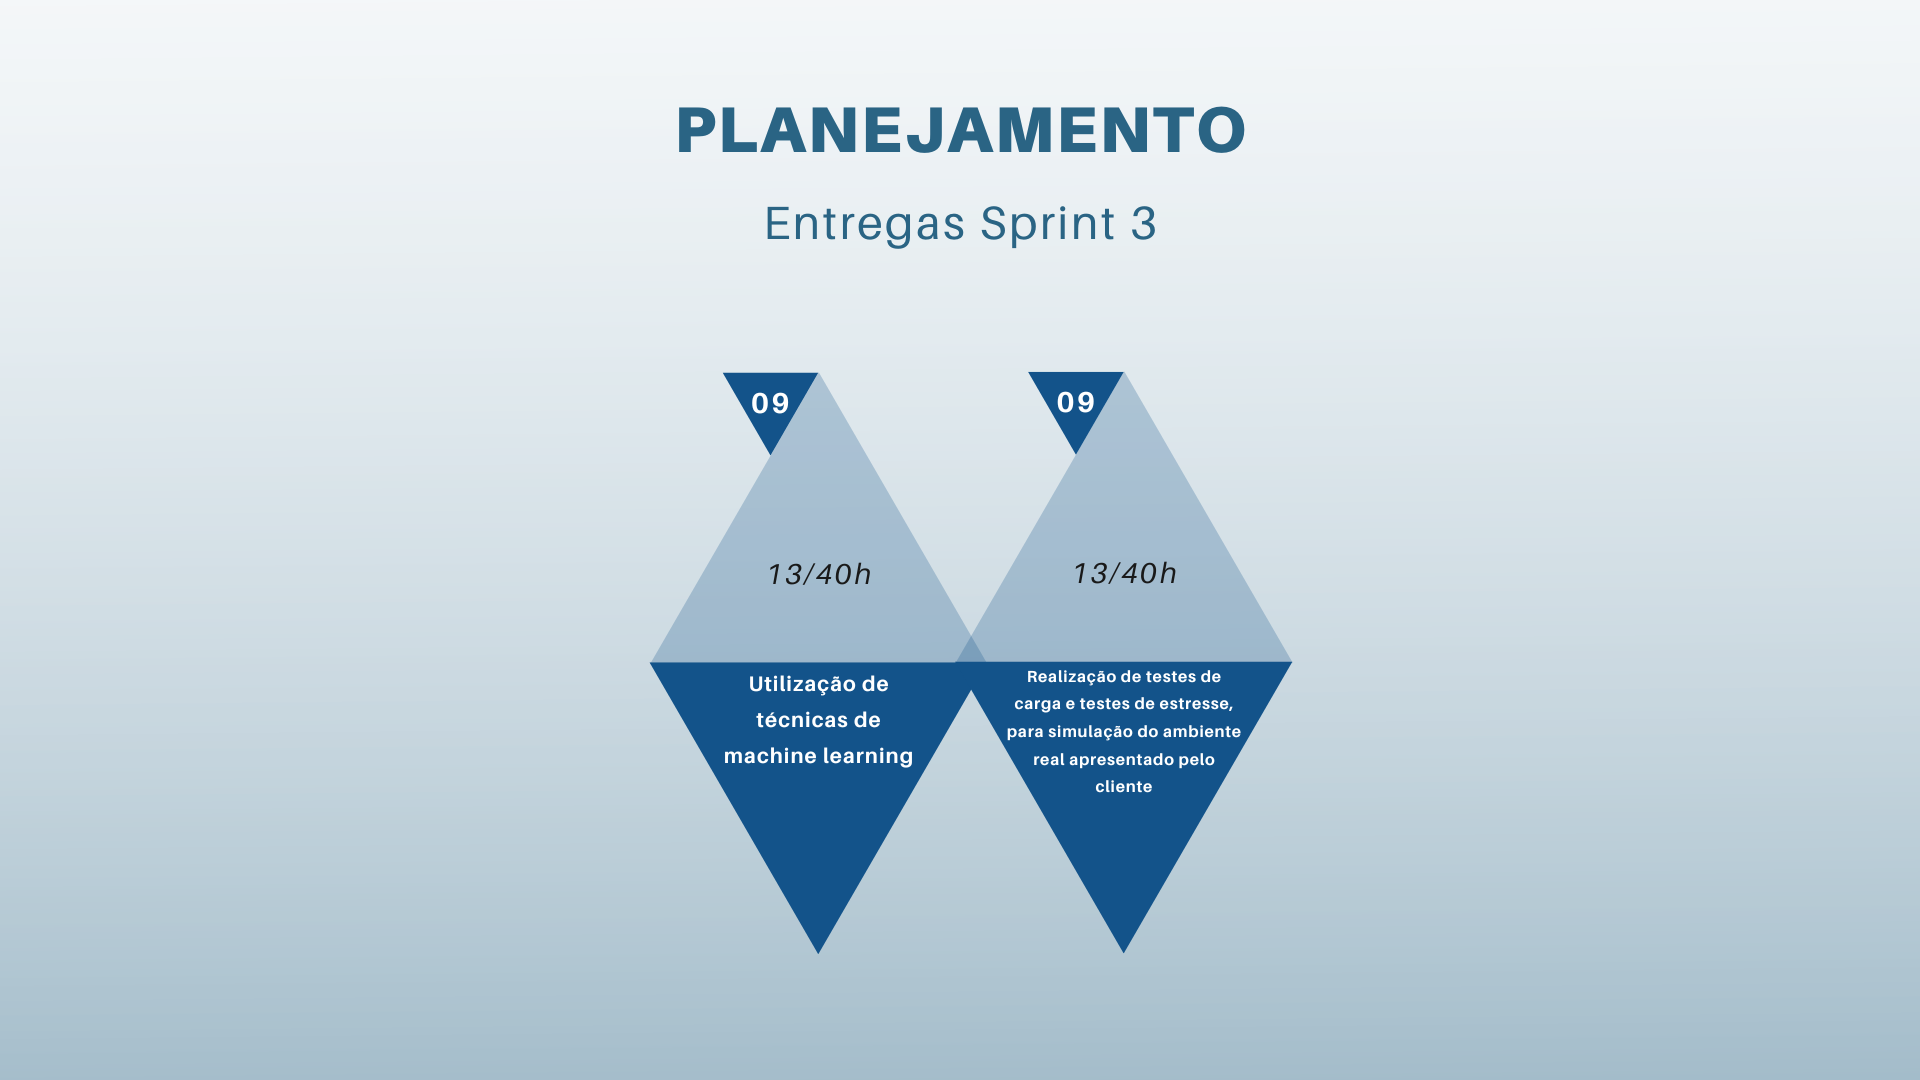 PLANEJAMENTO
Entregas Sprint 3
09
13/40h
Utilização de
técnicas de
machine learning
09
13/40h
Realização de testes de
carga e testes de estresse,
para simulação do ambiente
real apresentado pelo
cliente